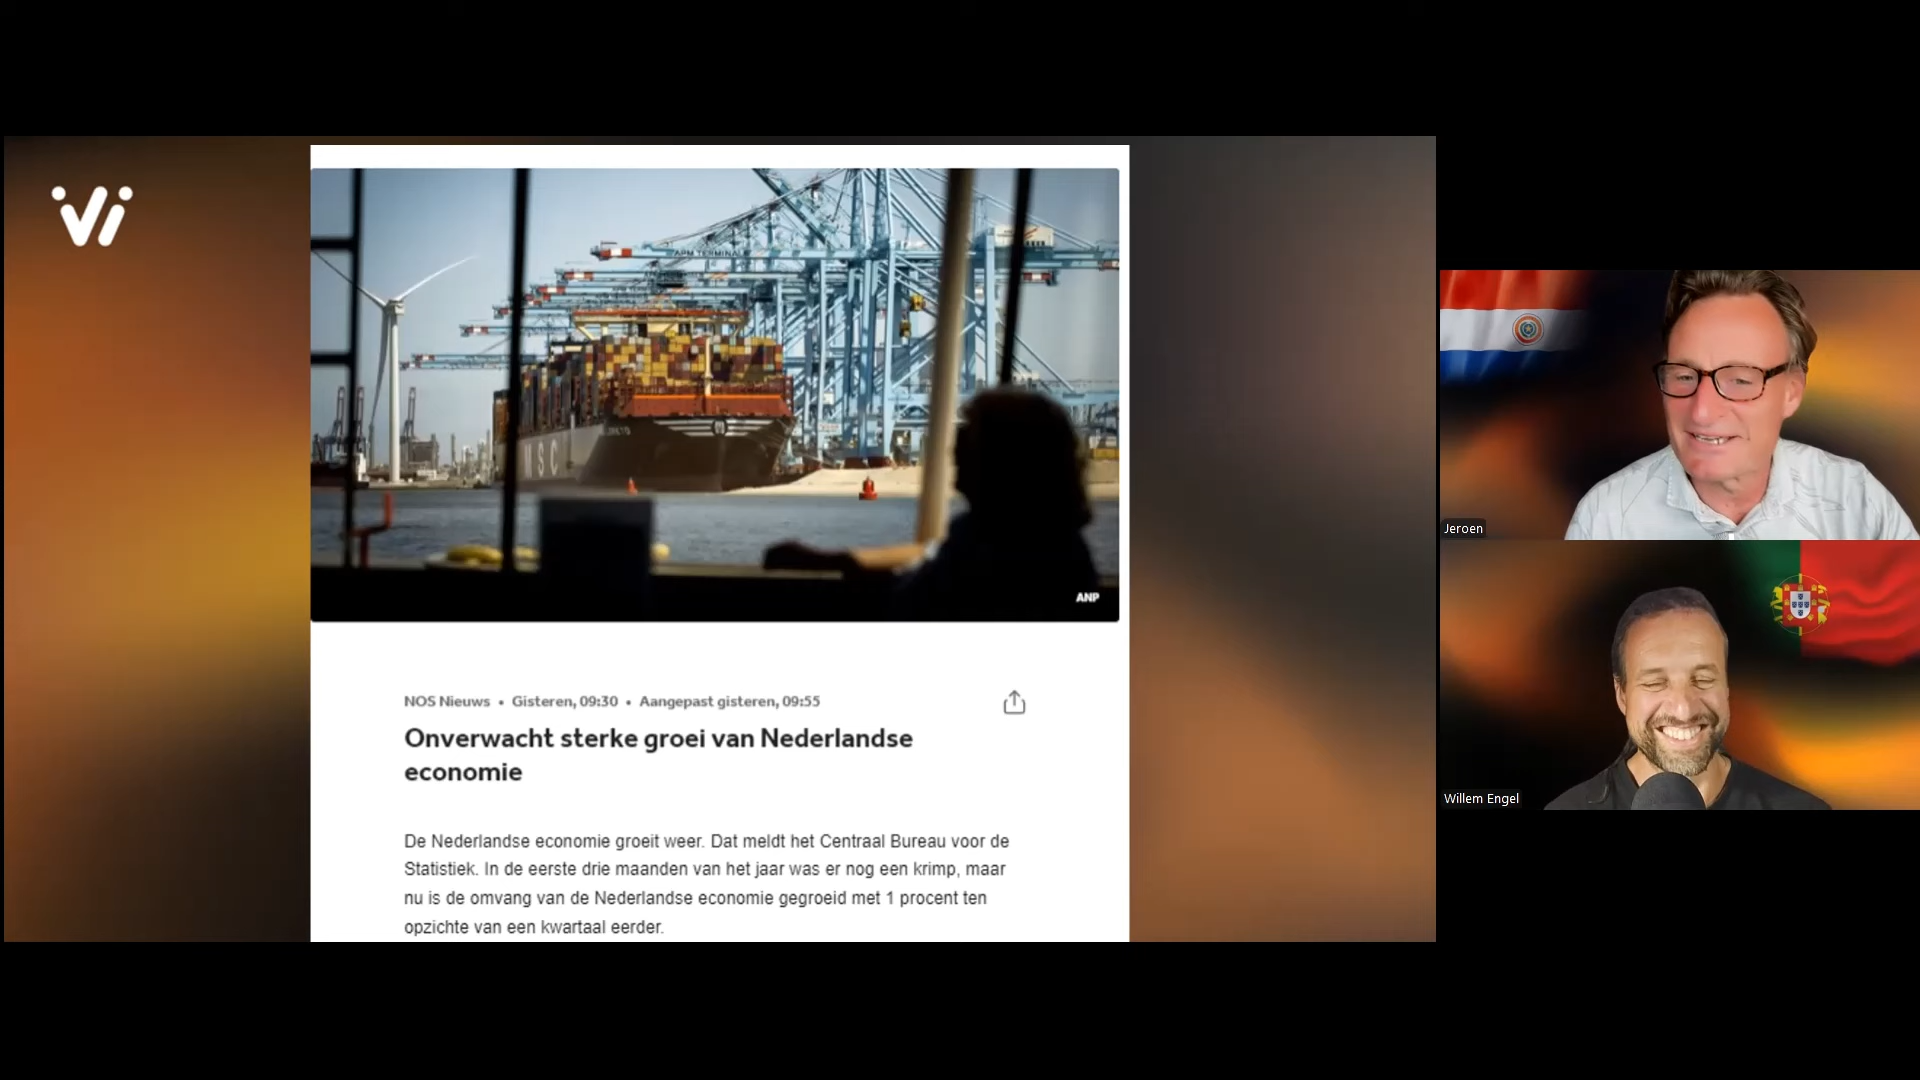 APM TERMINALS
MSC
ANP
NOS Nieuws • Gisteren, 09:30 • Aangepast gisteren, 09:55
Onverwacht sterke groei van Nederlandse
economie
De Nederlandse economie groeit weer. Dat meldt het Centraal Bureau voor de
Statistiek. In de eerste drie maanden van het jaar was er nog een krimp, maar
nu is de omvang van de Nederlandse economie gegroeid met 1 procent ten
opzichte van een kwartaal eerder.
Jeroen
Willem Engel